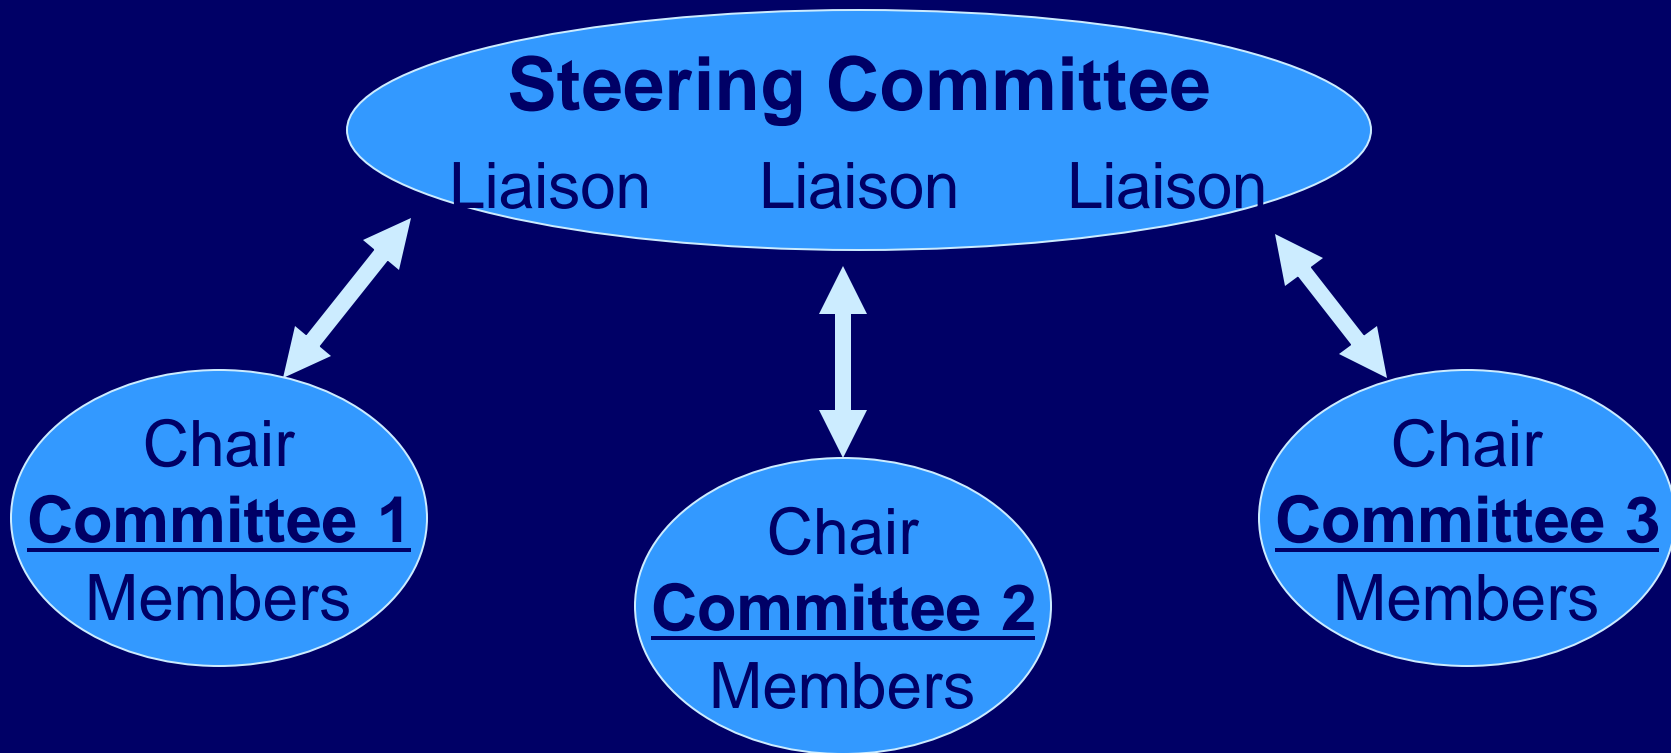 Steering Committee
Liaison Liaison Liaison
Chair
Committee 1
Members
Chair
Committee 2
Members
Chair
Committee 3
Members